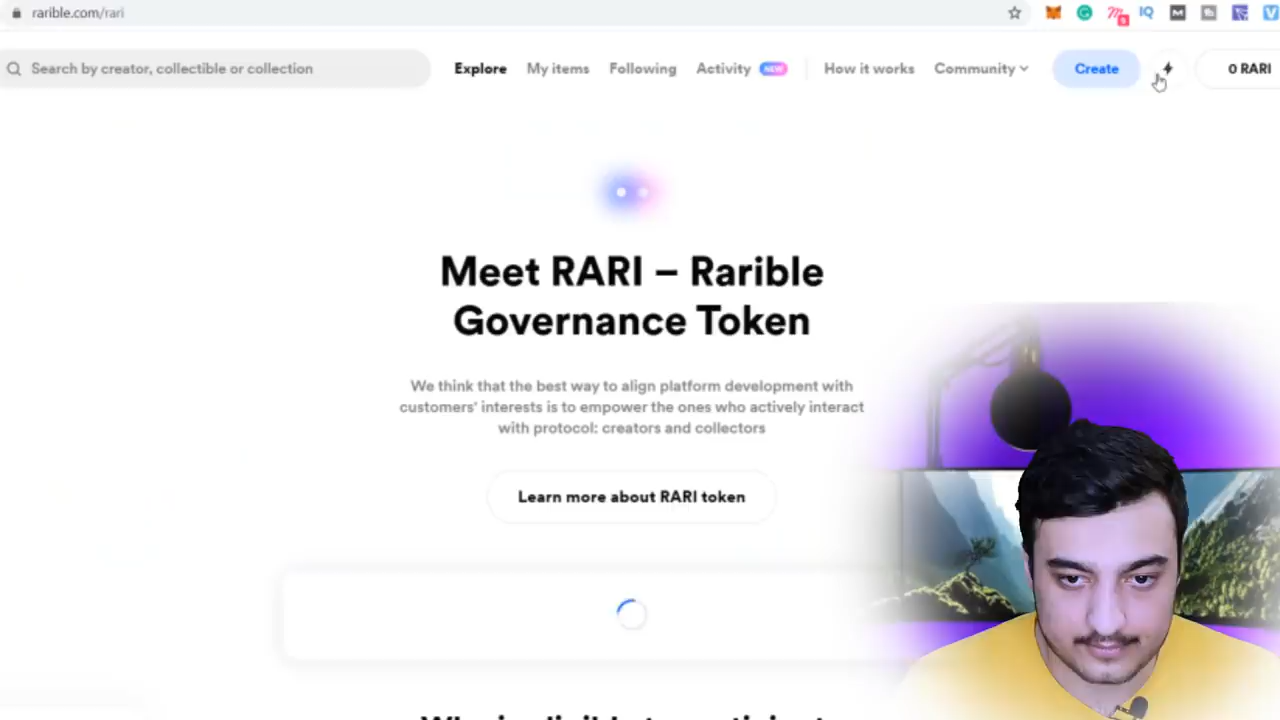 rarible.com/rari
Search by creator, collectible or collection
Explore
My items
Following
Activity NEW
How it works
Community
Create
0 RARI
Meet RARI – Rarible
Governance Token
We think that the best way to align platform development with
customers' interests is to empower the ones who actively interact
with protocol: creators and collectors
Learn more about RARI token